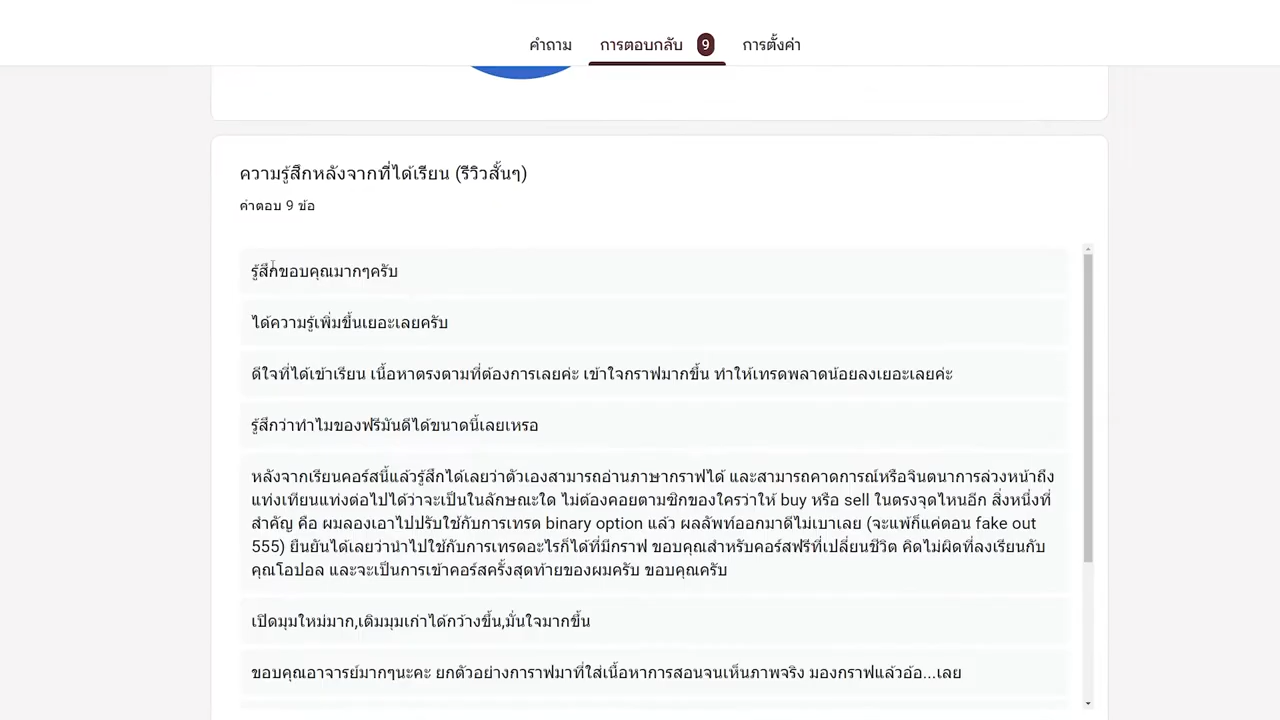 คำถาม การตอบกลับ 9 การตั้งค่า
ความรู้สึกหลังจากที่ได้เรียน (รีวิวสั้นๆ)
คำตอบ 9 ข้อ
รู้สึกขอบคุณมากๆครับ
ได้ความรู้เพิ่มขึ้นเยอะเลยครับ
ดีใจที่ได้เข้าเรียน เนื้อหาตรงตามที่ต้องการเลยค่ะ เข้าใจกราฟมากขึ้น ทำให้เทรดพลาดน้อยลงเยอะเลยค่ะ
รู้สึกว่าทำไมของฟรีมันดีได้ขนาดนี้เลยเหรอ
หลังจากเรียนคอร์สนี้แล้วรู้สึกได้เลยว่าตัวเองสามารถอ่านภาษากราฟได้ และสามารถคาดการณ์หรือจินตนาการล่วงหน้าถึง
แท่งเทียนแท่งต่อไปได้ว่าจะเป็นในลักษณะใด ไม่ต้องคอยตามซิกของใครว่าให้ buy หรือ sell ในตรงจุดไหนอีก สิ่งหนึ่งที่
สำคัญ คือ ผมลองเอาไปปรับใช้กับการเทรด binary option แล้ว ผลลัพท์ออกมาดีไม่เบาเลย (จะแพ้ก็แค่ตอน fake out
555) ยืนยันได้เลยว่านำไปใช้กับการเทรดอะไรก็ได้ที่มีกราฟ ขอบคุณสำหรับคอร์สฟรีที่เปลี่ยนชีวิต คิดไม่ผิดที่ลงเรียนกับ
คุณโอปอล และจะเป็นการเข้าคอร์สครั้งสุดท้ายของผมครับ ขอบคุณครับ
เปิดมุมใหม่มาก,เติมมุมเก่าได้กว้างขึ้น,มั่นใจมากขึ้น
ขอบคุณอาจารย์มากๆนะคะ ยกตัวอย่างการาฟมาที่ใส่เนื้อหาการสอนจนเห็นภาพจริง มองกราฟแล้วอ้อ...เลย